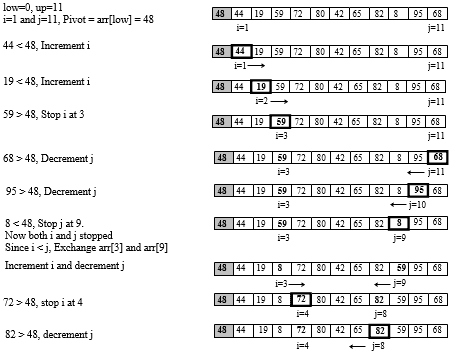 low=0, up=11
i=1 and j=11, Pivot = arr[low] = 48
48 44 19 59 72 80 42 65 82 8 95 68
i=1 j=11
44 < 48, Increment i
48 44 19 59 72 80 42 65 82 8 95 68
i=1 j=11
19 < 48, Increment i
48 44 19 59 72 80 42 65 82 8 95 68
i=2 j=11
59 > 48, Stop i at 3
48 44 19 59 72 80 42 65 82 8 95 68
i=3 j=11
68 > 48, Decrement j
48 44 19 59 72 80 42 65 82 8 95 68
i=3 j=11
95 > 48, Decrement j
48 44 19 59 72 80 42 65 82 8 95 68
i=3 j=10
8 < 48, Stop j at 9.
Now both i and j stopped
Since i < j, Exchange arr[3] and arr[9]
48 44 19 59 72 80 42 65 82 8 95 68
i=3 j=9
Increment i and decrement j
48 44 19 8 72 80 42 65 82 59 95 68
i=3 j=9
72 > 48, stop i at 4
48 44 19 8 72 80 42 65 82 59 95 68
i=4 j=8
82 > 48, decrement j
48 44 19 8 72 80 42 65 82 59 95 68
i=4 j=8